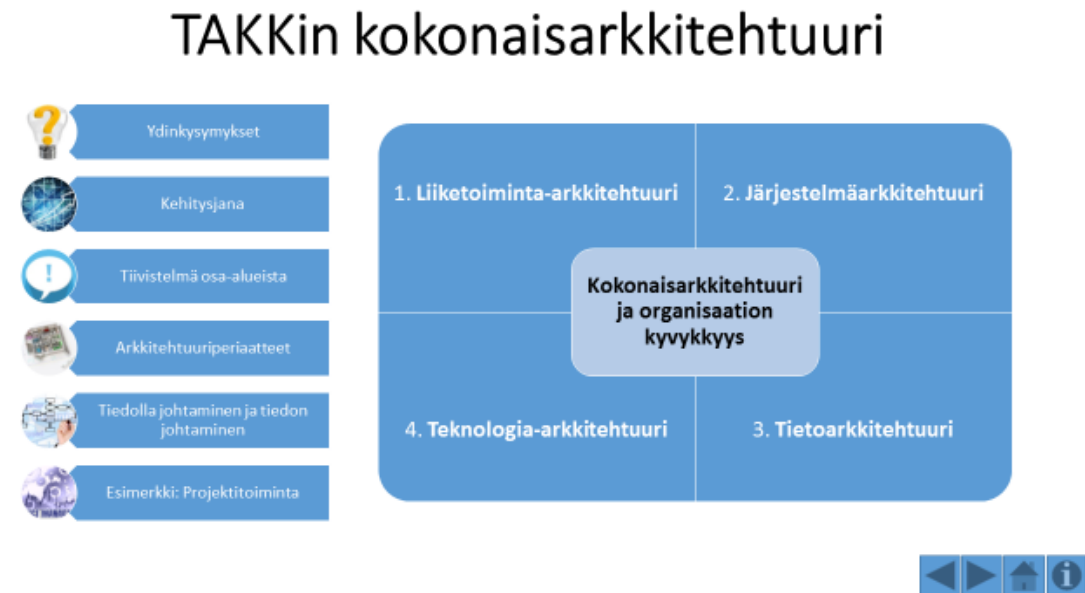 TAKKin kokonaisarkkitehtuuri
Ydinkysymykset
Kehitysjana
Tiivistelmä osa-alueista
Arkkitehtuuriperiaatteet
Tiedolla johtaminen ja tiedon
johtaminen
Esimerkki: Projektitoiminta
1. Liiketoiminta-arkkitehtuuri
2. Järjestelmäarkkitehtuuri
Kokonaisarkkitehtuuri
ja organisaation
kyvykkyys
4. Teknologia-arkkitehtuuri
3. Tietoarkkitehtuuri